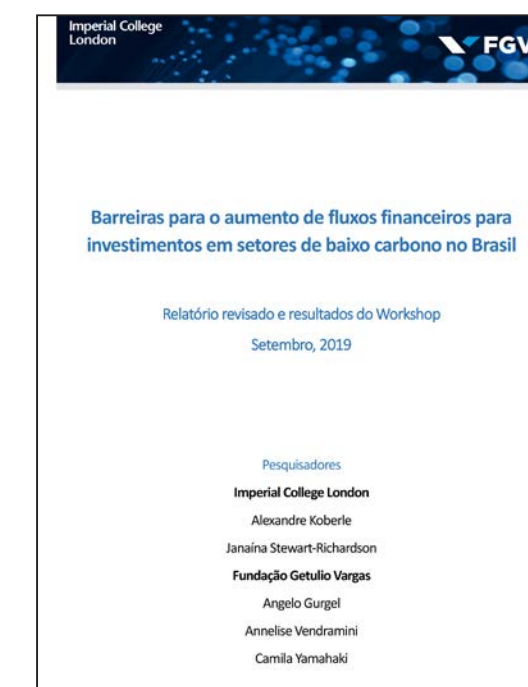 Imperial College
London
FGV
Barreiras para o aumento de fluxos financeiros para
investimentos em setores de baixo carbono no Brasil
Relatório revisado e resultados do Workshop
Setembro, 2019
Pesquisadores
Imperial College London
Alexandre Koberle
Janaína Stewart-Richardson
Fundação Getulio Vargas
Angelo Gurgel
Annelise Vendramini
Camila Yamahaki